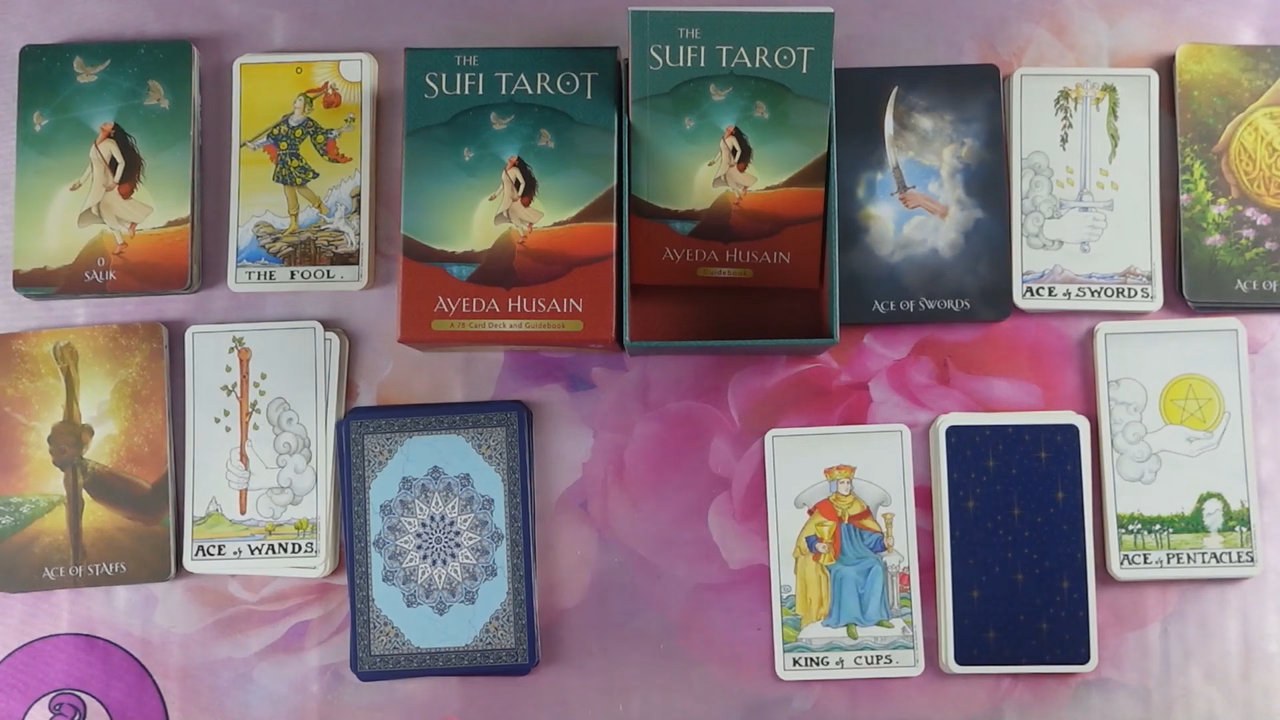 0
SALIK
0
THE FOOL.
THE
SUFI TAROT
AYEDA HUSAIN
A 78-Card Deck and Guidebook
THE
SUFI TAROT
AYEDA HUSAIN
Guidebook
ACE OF SWORDS
ACE of SWORDS.
ACE OF
ACE OF STAFFS
ACE of WANDS.
KING of CUPS.
ACE of PENTACLES